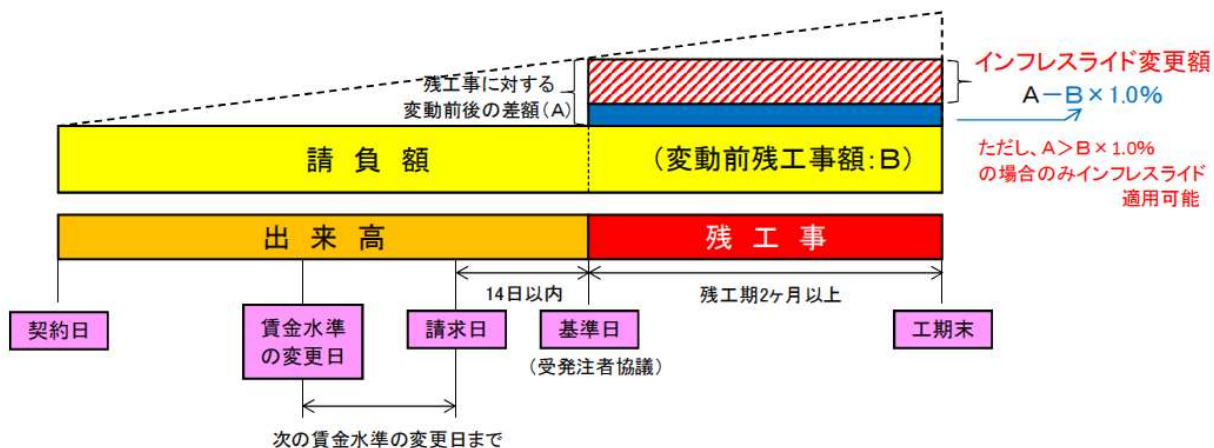 残工事に対する
変動前後の差額(A)
インフレスライド変更額
A－B×1.0%
ただし、A＞B×1.0%
の場合のみインフレスライド
適用可能
請負額
(変動前残工事額:B)
出来高
残工事
14日以内
残工期2ヶ月以上
契約日
賃金水準
の変更日
請求日
基準日
(受発注者協議)
工期末
次の賃金水準の変更日まで